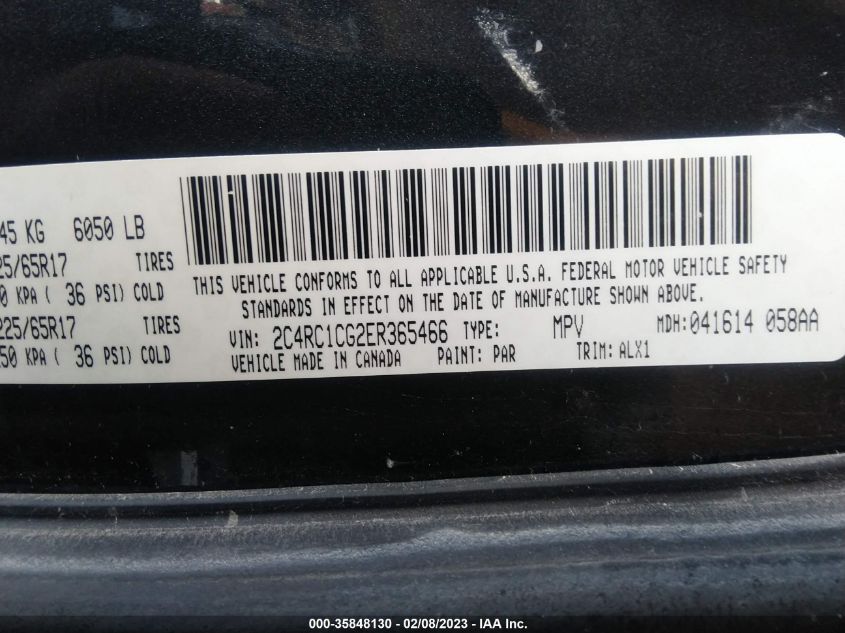 45 KG 6050 LB
25/65R17 TIRES
0 KPA ( 36 PSI) COLD
225/65R17 TIRES
50 KPA ( 36 PSI) COLD
THIS VEHICLE CONFORMS TO ALL APPLICABLE U.S.A. FEDERAL MOTOR VEHICLE SAFETY
STANDARDS IN EFFECT ON THE DATE OF MANUFACTURE SHOWN ABOVE.
VIN: 2C4RC1CG2ER365466 TYPE: MPV MDH:041614 058AA
VEHICLE MADE IN CANADA PAINT: PAR TRIM: ALX1
000-35848130 - 02/08/2023 - IAA Inc.